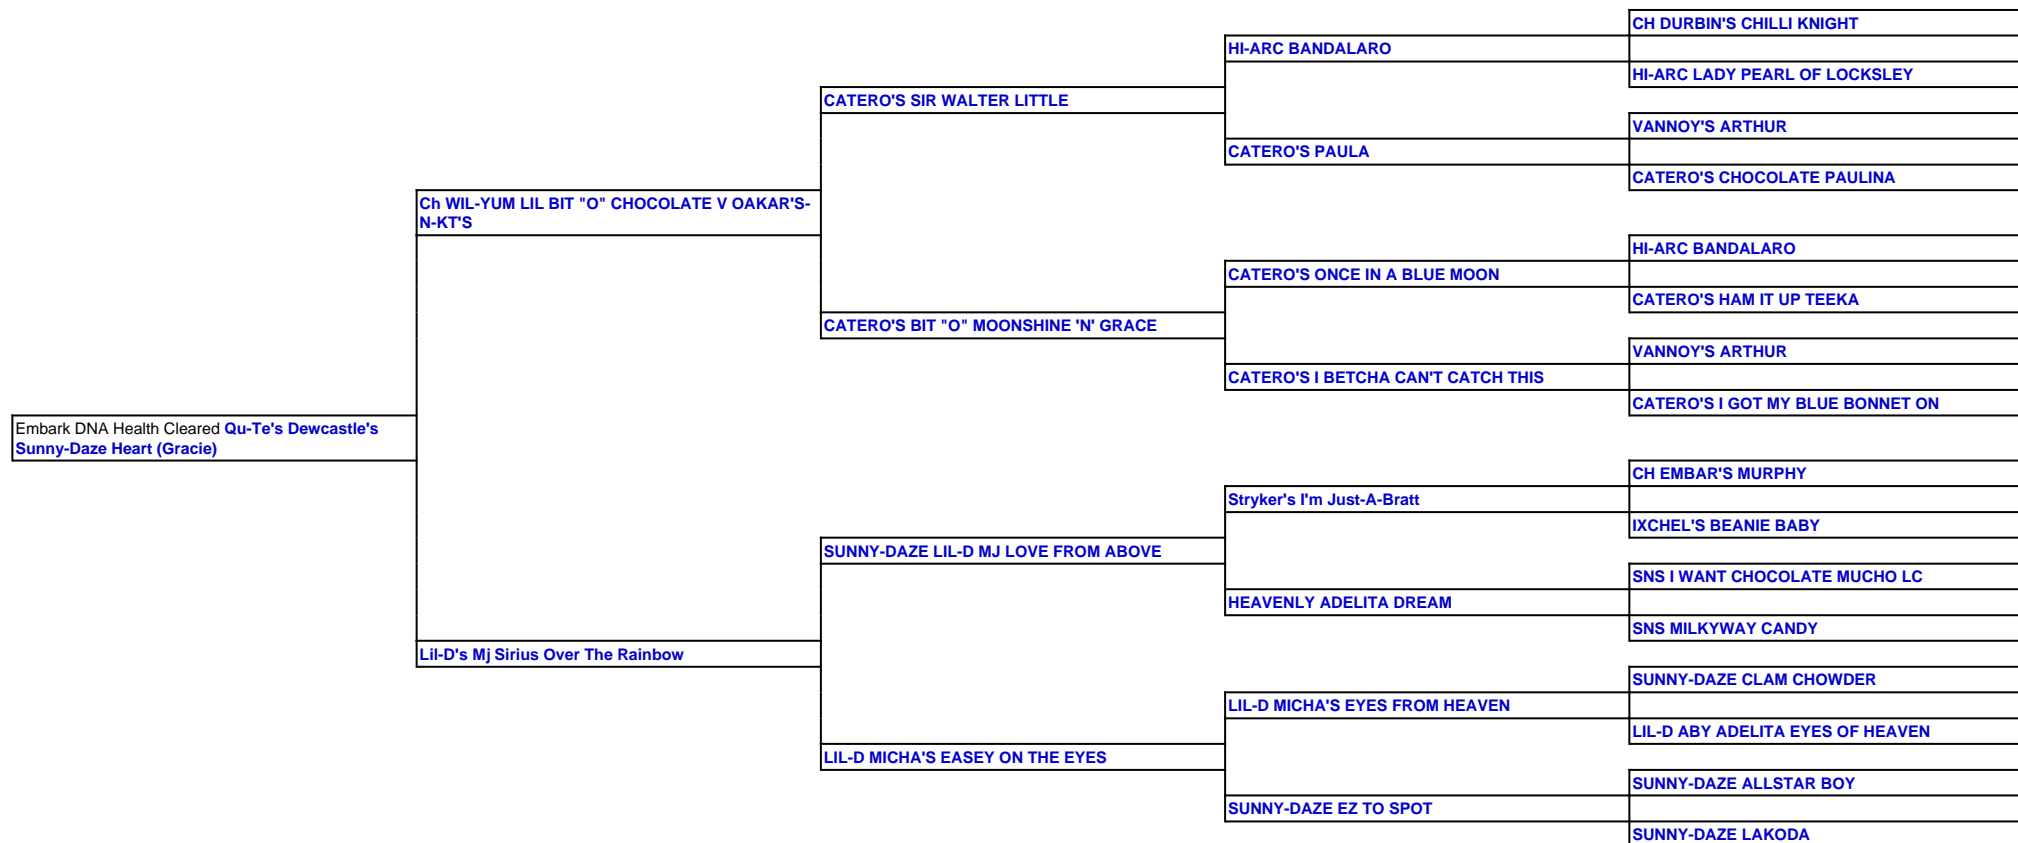 CH DURBIN'S CHILLI KNIGHT
HI-ARC BANDALARO
HI-ARC LADY PEARL OF LOCKSLEY
CATERO'S SIR WALTER LITTLE
VANNOY'S ARTHUR
CATERO'S PAULA
CATERO'S CHOCOLATE PAULINA
Ch WIL-YUM LIL BIT "O" CHOCOLATE V OAKAR'S-
N-KT'S
HI-ARC BANDALARO
CATERO'S ONCE IN A BLUE MOON
CATERO'S HAM IT UP TEEKA
CATERO'S BIT "O" MOONSHINE 'N' GRACE
VANNOY'S ARTHUR
CATERO'S I BETCHA CAN'T CATCH THIS
CATERO'S I GOT MY BLUE BONNET ON
Embark DNA Health Cleared Qu-Te's Dewcastle's
Sunny-Daze Heart (Gracie)
CH EMBAR'S MURPHY
Stryker's I'm Just-A-Bratt
IXCHEL'S BEANIE BABY
SUNNY-DAZE LIL-D MJ LOVE FROM ABOVE
SNS I WANT CHOCOLATE MUCHO LC
HEAVENLY ADELITA DREAM
SNS MILKYWAY CANDY
Lil-D's Mj Sirius Over The Rainbow
SUNNY-DAZE CLAM CHOWDER
LIL-D MICHA'S EYES FROM HEAVEN
LIL-D ABY ADELITA EYES OF HEAVEN
LIL-D MICHA'S EASEY ON THE EYES
SUNNY-DAZE ALLSTAR BOY
SUNNY-DAZE EZ TO SPOT
SUNNY-DAZE LAKODA